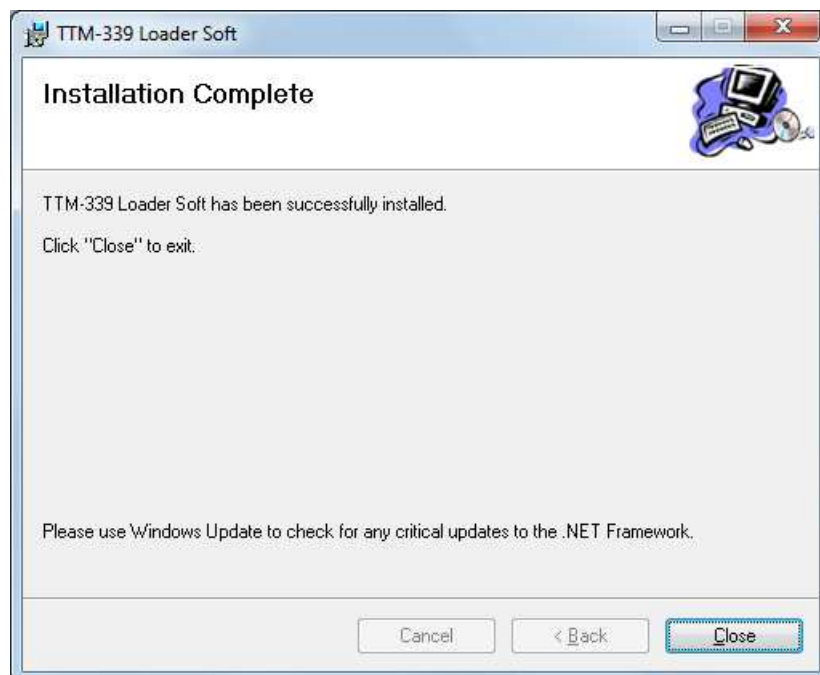 TTM-339 Loader Soft
Installation Complete
TTM-339 Loader Soft has been successfully installed.
Click "Close" to exit.
Please use Windows Update to check for any critical updates to the .NET Framework.
Cancel
< Back
Close